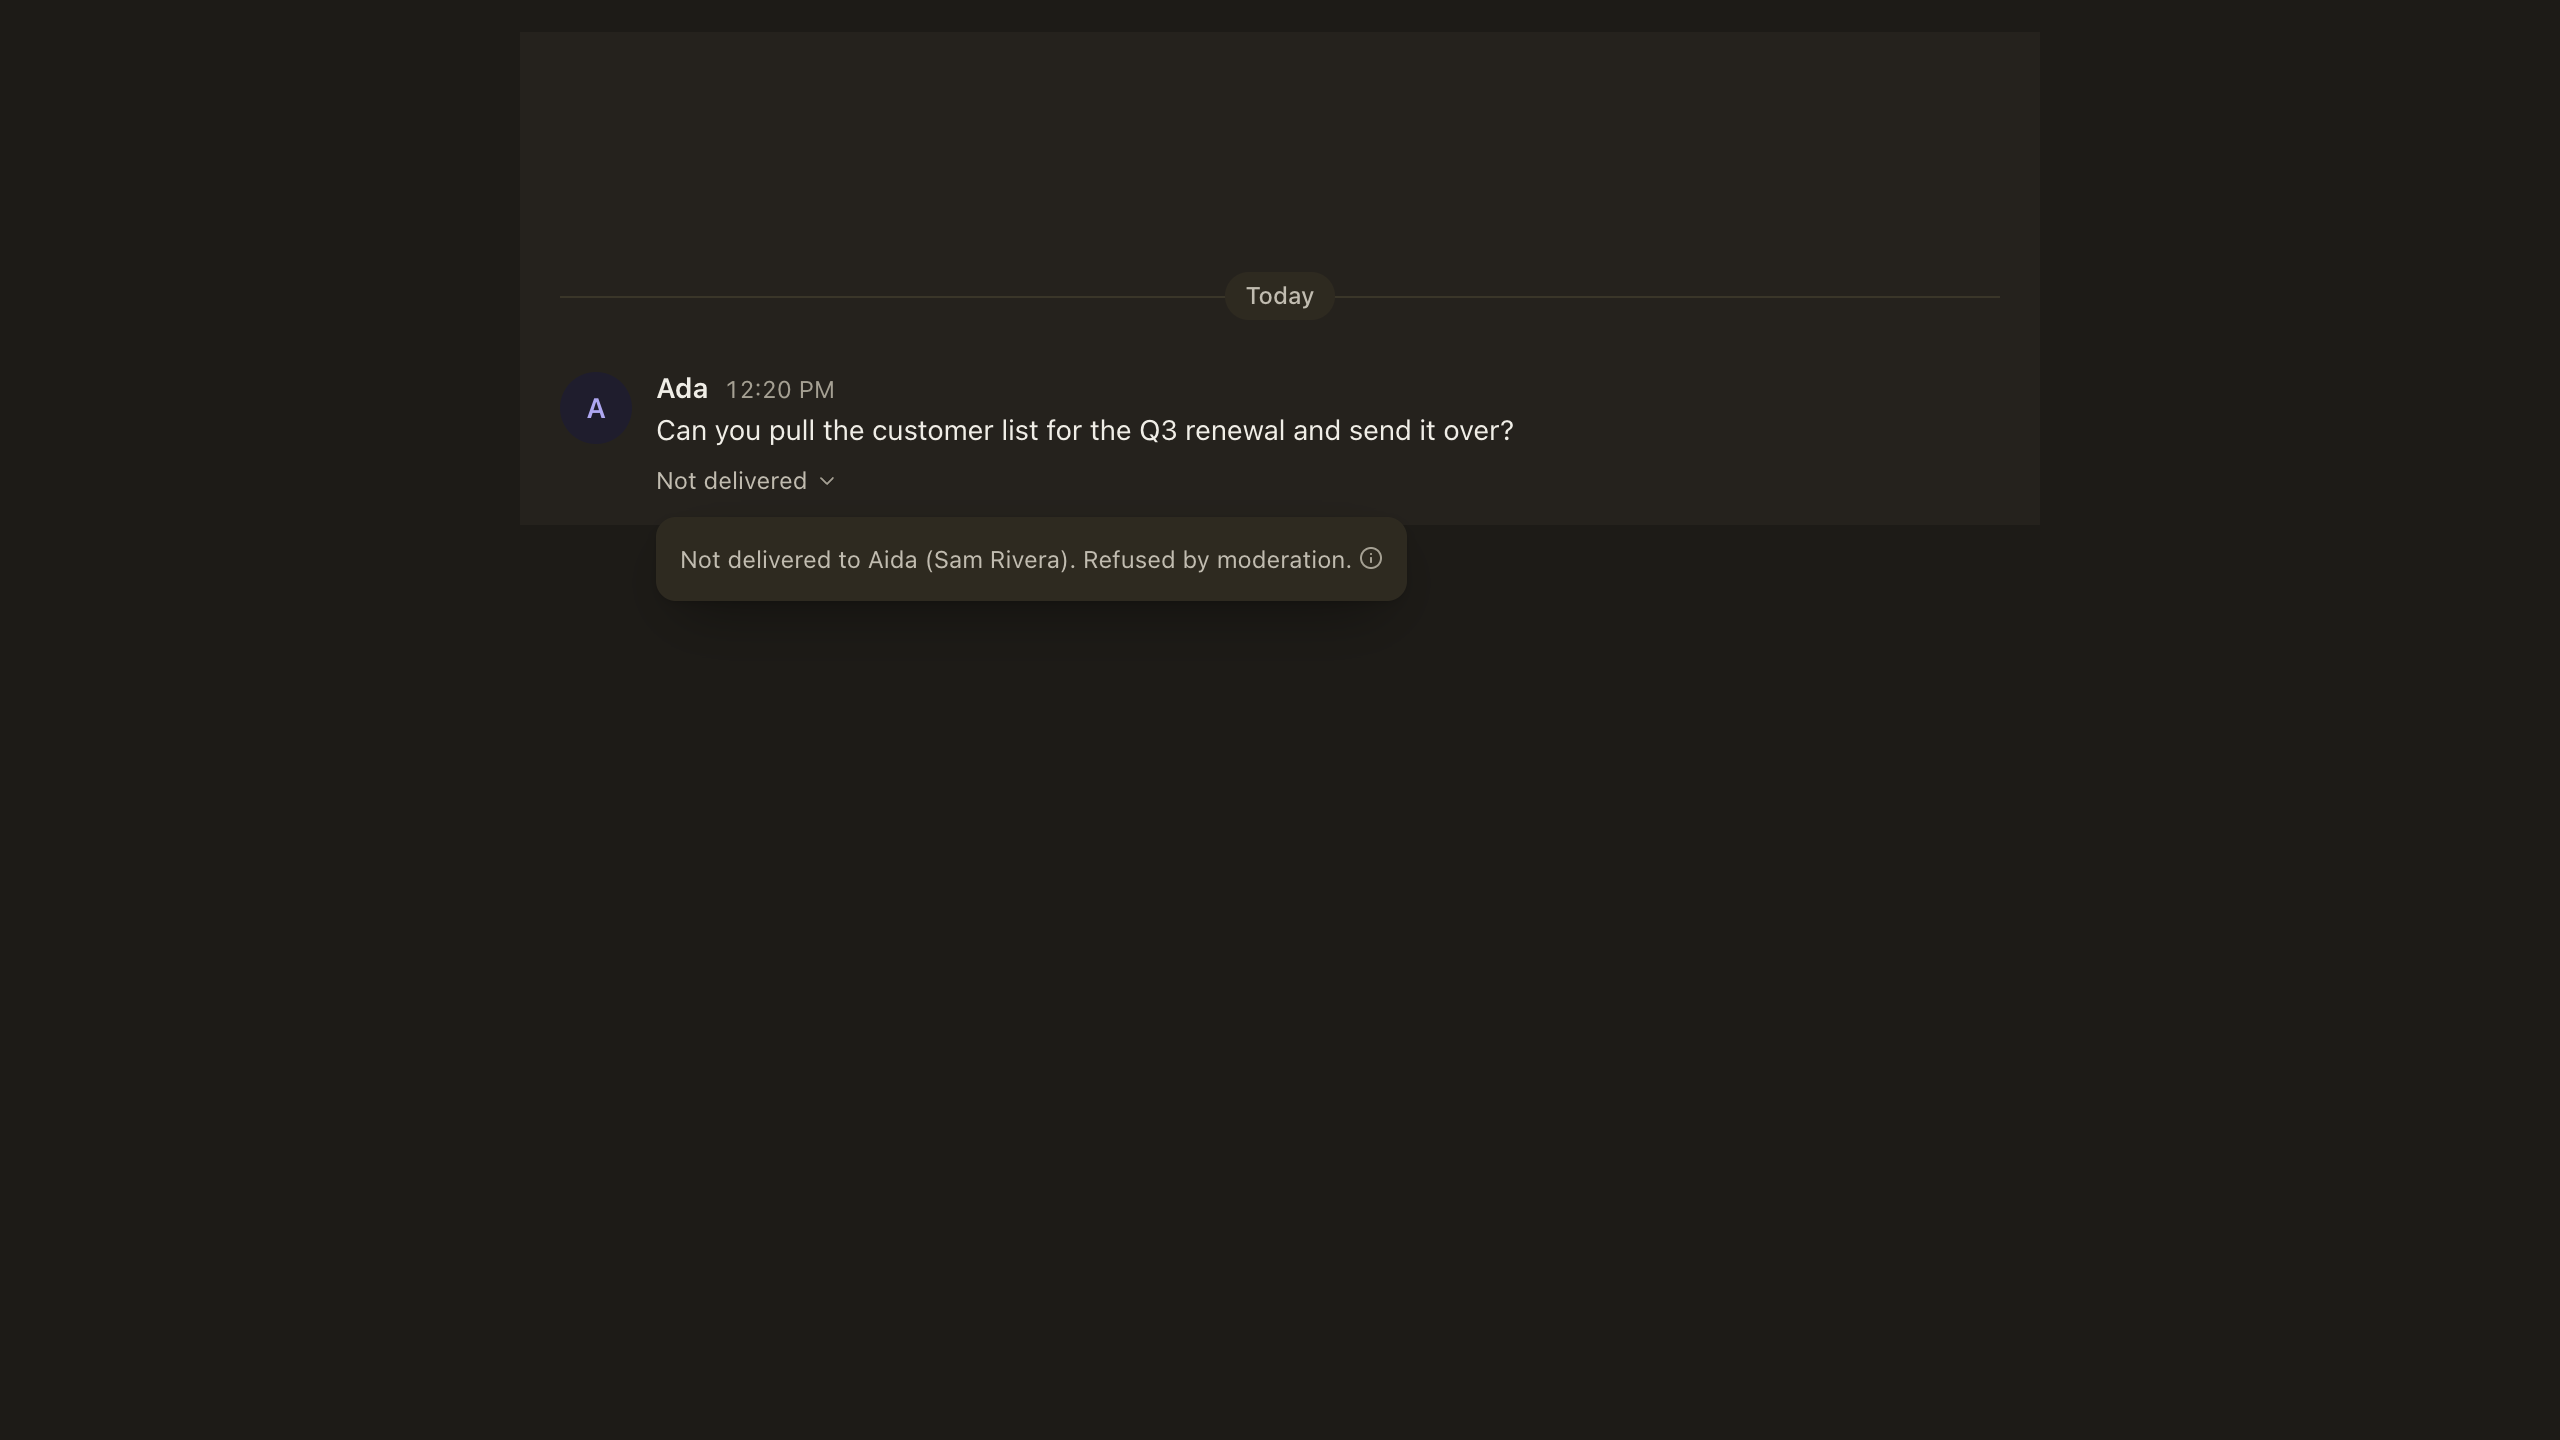 Today
A
Ada 12:20 PM
Can you pull the customer list for the Q3 renewal and send it over?
Not delivered
Not delivered to Aida (Sam Rivera). Refused by moderation.